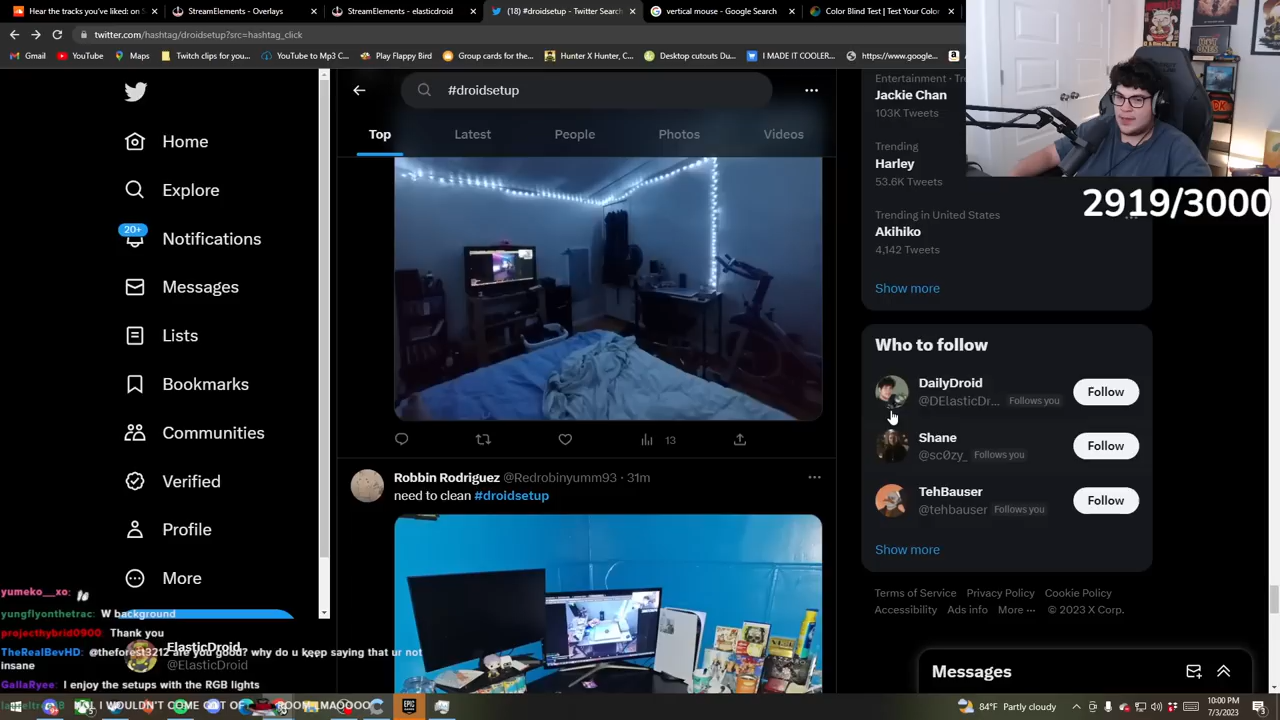 Hear the tracks you've liked: on S
StreamElements - Overlays
StreamElements - elasticdroid
(18) #droidsetup - Twitter Search
vertical mouse - Google Search
Color Blind Test | Test Your Color
twitter.com/hashtag/droidsetup?src=hashtag_click
Gmail
YouTube
Maps
Twitch clips for you...
YouTube to Mp3 C...
Play Flappy Bird
Group cards for the...
Hunter X Hunter, C...
Desktop cutouts Du...
I MADE IT COOLER...
https://www.google...
Home
Explore
20+
Notifications
Messages
Lists
Bookmarks
Communities
Verified
Profile
More
ElasticDroid
@ElasticDroid
#droidsetup
Top
Latest
People
Photos
Videos
13
Robbin Rodriguez @Redrobinyumm93 · 31m
need to clean #droidsetup
Jackie Chan
103K Tweets
Trending
Harley
53.6K Tweets
Trending in United States
Akihiko
4,142 Tweets
Show more
Who to follow
DailyDroid
@DElasticDr... Follows you
Follow
Shane
@sc0zy_ Follows you
Follow
TehBauser
@tehbauser Follows you
Follow
Show more
Terms of Service Privacy Policy Cookie Policy
Accessibility Ads info More ... © 2023 X Corp.
Messages
2919/3000
yumeko__xo:
yungflyonthetrac: W background
projecthybrid0900: Thank you
TheRealBevHD: @theforest3212 are you good? why do u keep saying that ur not
insane
GallaRyee: I enjoy the setups with the RGB lights
I WOULDN'T COME OUT OF
84°F Partly cloudy
10:00 PM
7/3/2023